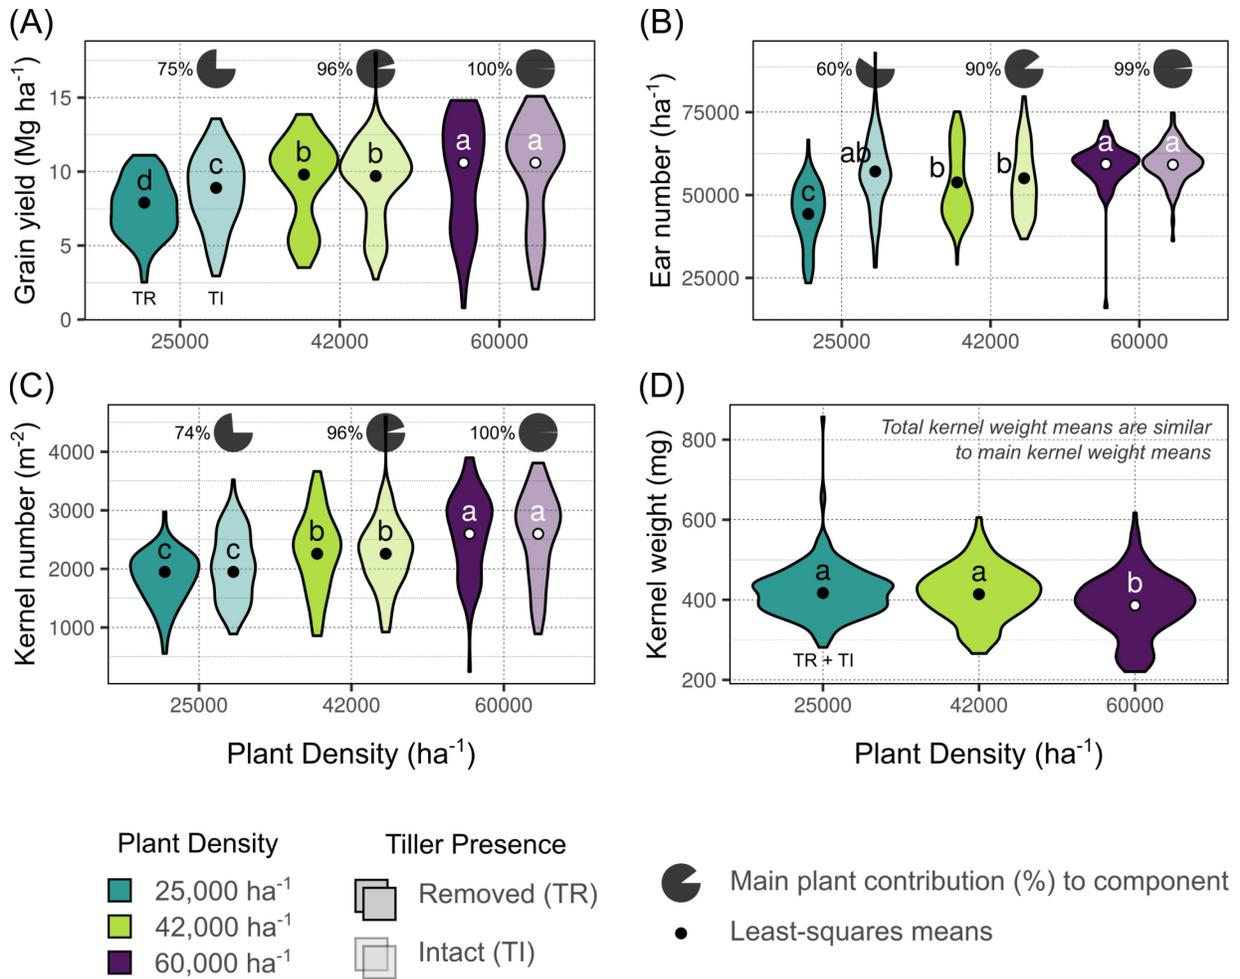 (A)
Grain yield (Mg ha⁻¹)
15
10
5
0
75%
96%
100%
d
c
b
b
a
a
TR
TI
25000
42000
60000
(B)
Ear number (ha⁻¹)
75000
50000
25000
60%
90%
99%
c
ab
b
b
a
a
25000
42000
60000
(C)
Kernel number (m⁻²)
4000
3000
2000
1000
74%
96%
100%
c
c
b
b
a
a
25000
42000
60000
Plant Density (ha⁻¹)
(D)
Kernel weight (mg)
800
600
400
200
Total kernel weight means are similar
to main kernel weight means
a
a
b
TR + TI
25000
42000
60000
Plant Density (ha⁻¹)
Plant Density
25,000 ha⁻¹
42,000 ha⁻¹
60,000 ha⁻¹
Tiller Presence
Removed (TR)
Intact (TI)
Main plant contribution (%) to component
Least-squares means